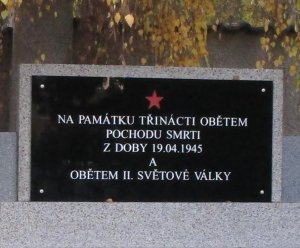 NA PAMÁTKU TŘINÁCTI OBĚTEM
POCHODU SMRTI
Z DOBY 19.04.1945
A
OBĚTEM II. SVĚTOVÉ VÁLKY